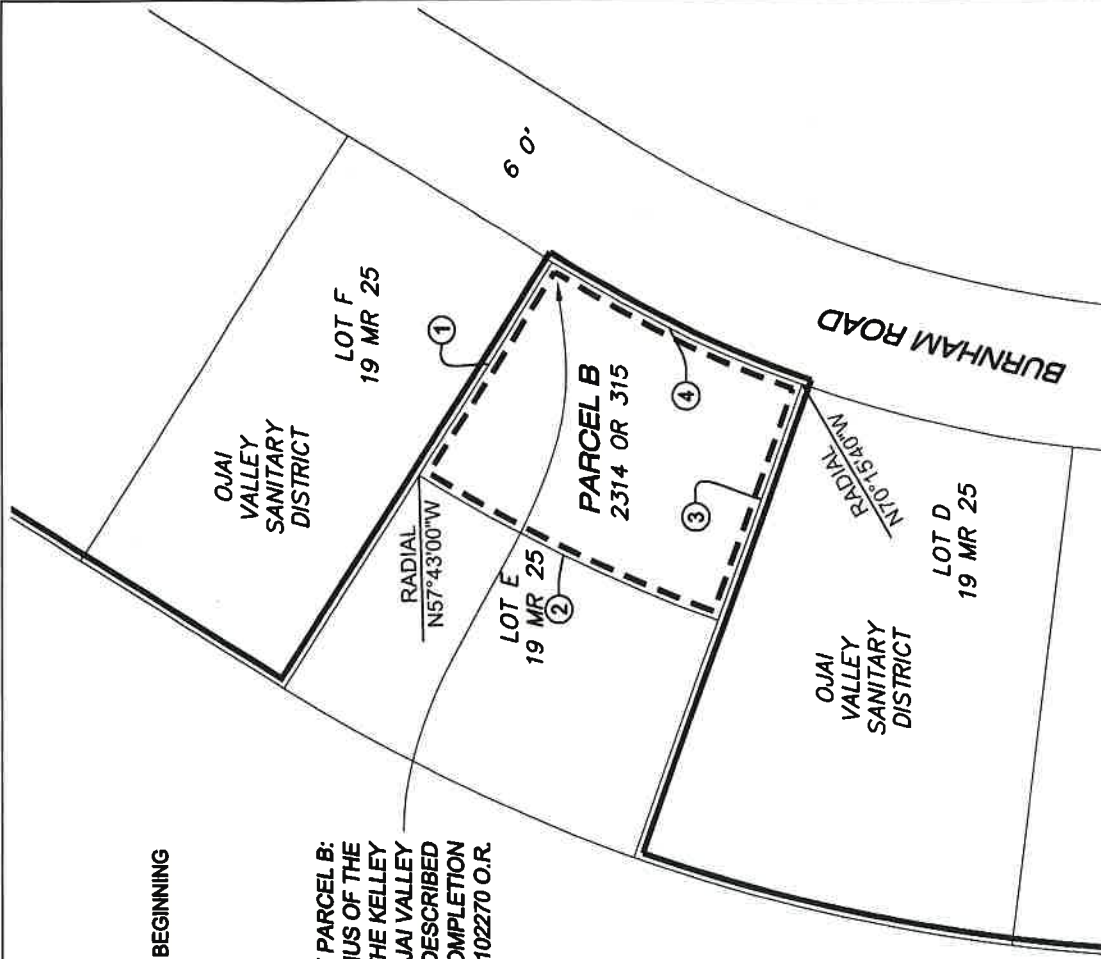 6 0'
LOT F
19 MR 25
1
OJAI
VALLEY
SANITARY
DISTRICT
BURNHAM ROAD
PARCEL B
2314 OR 315
4
RADIAL
N57°43'00"W
3
LOT E
19 MR 25
2
RADIAL
N70°15'40"W
LOT D
19 MR 25
OJAI
VALLEY
SANITARY
DISTRICT
BEGINNING
PARCEL B:
IUS OF THE
THE KELLEY
JAI VALLEY
DESCRIBED
OMPLETION
102270 O.R.